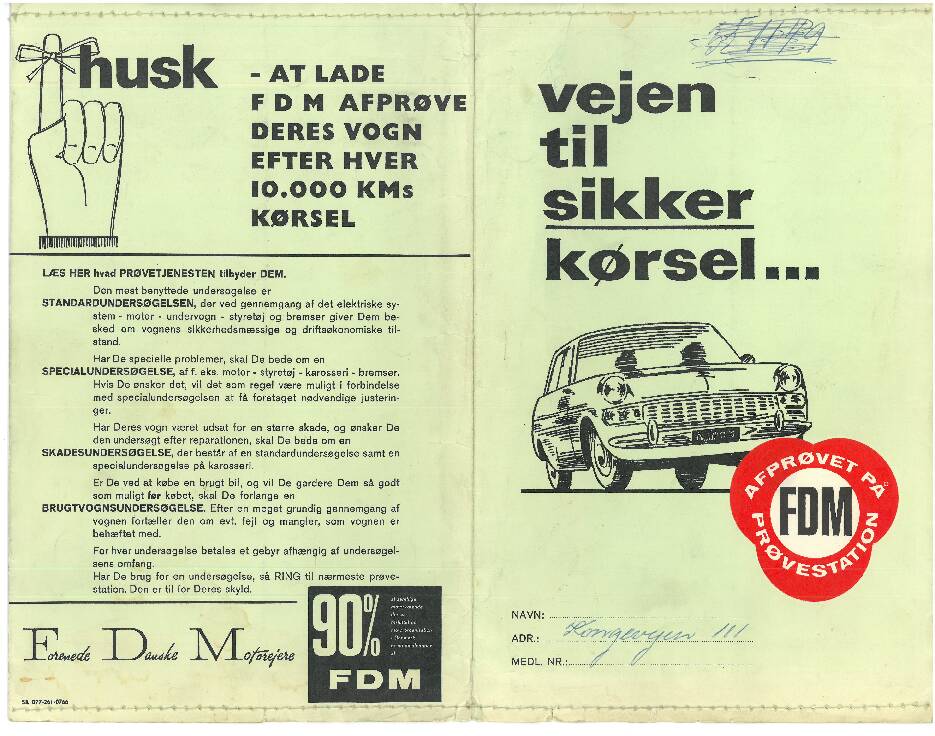 husk
- AT LADE
F D M AFPRØVE
DERES VOGN
EFTER HVER
10.000 KMs
KØRSEL
LÆS HER hvad PRØVETJENESTEN tilbyder DEM.
Den mest benyttede undersøgelse er
STANDARDUNDERSØGELSEN, der ved gennemgang af det elektriske sy-
stem - motor - undervogn - styretøj og bremser giver Dem be-
sked om vognens sikkerhedsmæssige og driftsøkonomiske til-
stand.
Har De specielle problemer, skal De bede om en
SPECIALUNDERSØGELSE, af f. eks. motor - styretøj - karosseri - bremser.
Hvis De ønsker det, vil det som regel være muligt i forbindelse
med specialundersøgelsen at få foretaget nødvendige justerin-
ger.
Har Deres vogn været udsat for en større skade, og ønsker De
den undersøgt efter reparationen, skal De bede om en
SKADESUNDERSØGELSE, der består af en standardundersøgelse samt en
specialundersøgelse på karosseri.
Er De ved at købe en brugt bil, og vil De gardere Dem så godt
som muligt før købet, skal De forlange en
BRUGTVOGNSUNDERSØGELSE. Efter en meget grundig gennemgang af
vognen fortæller den om evt. fejl og mangler, som vognen er
behæftet med.
For hver undersøgelse betales et gebyr afhængig af undersøgel-
sens omfang.
Har De brug for en undersøgelse, så RING til nærmeste prøve-
station. Den er til for Deres skyld.
Forenede Danske Motorejere
90%
FDM
SB. 077-261-0766
vejen
til
sikker
kørsel...
AFPRØVET PÅ
FDM
PRØVESTATION
NAVN:
ADR.: Kongevejen 111
MEDL. NR.: